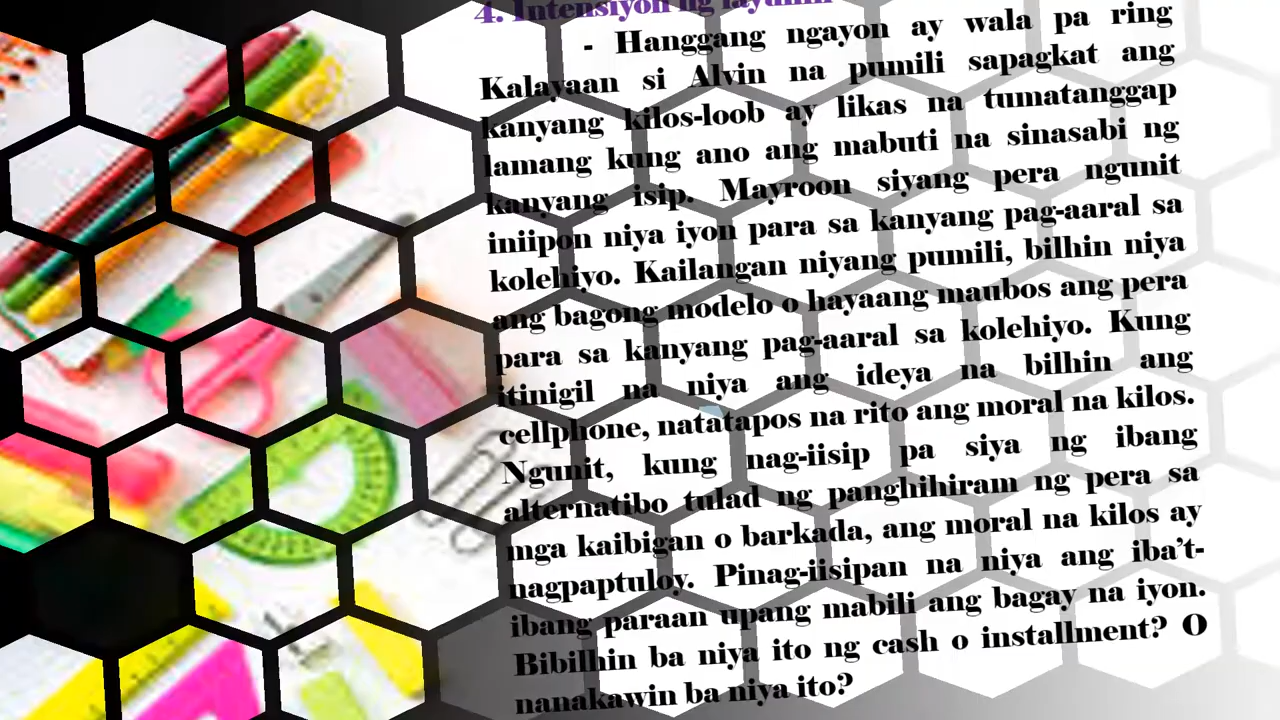 4. Intensiyon ng layunin
- Hanggang ngayon ay wala pa ring
Kalayaan si Alvin na pumili sapagkat ang
kanyang kilos-loob ay likas na tumatanggap
lamang kung ano ang mabuti na sinasabi ng
kanyang isip. Mayroon siyang pera ngunit
iniipon niya iyon para sa kanyang pag-aaral sa
kolehiyo. Kailangan niyang pumili, bilhin niya
ang bagong modelo o hayaang maubos ang pera
para sa kanyang pag-aaral sa kolehiyo. Kung
itinigil na niya ang ideya na bilhin ang
cellphone, natatapos na rito ang moral na kilos.
Ngunit, kung nag-iisip pa siya ng ibang
alternatibo tulad ng panghihiram ng pera sa
mga kaibigan o barkada, ang moral na kilos ay
nagpaptuloy. Pinag-iisipan na niya ang iba't-
ibang paraan upang mabili ang bagay na iyon.
Bibilhin ba niya ito ng cash o installment? O
nanakawin ba niya ito?